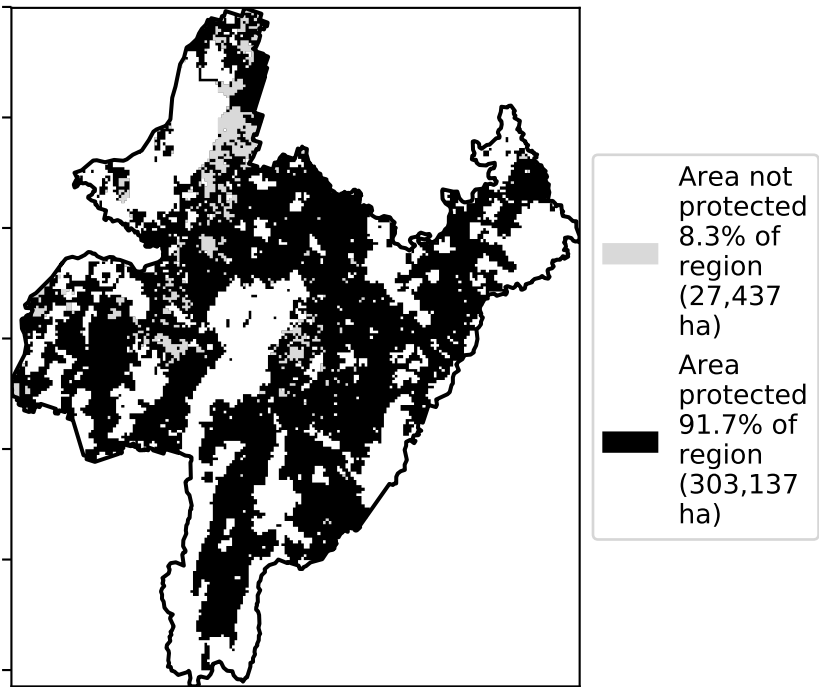 Area not
protected
8.3% of
region
(27,437
ha)
Area
protected
91.7% of
region
(303,137
ha)